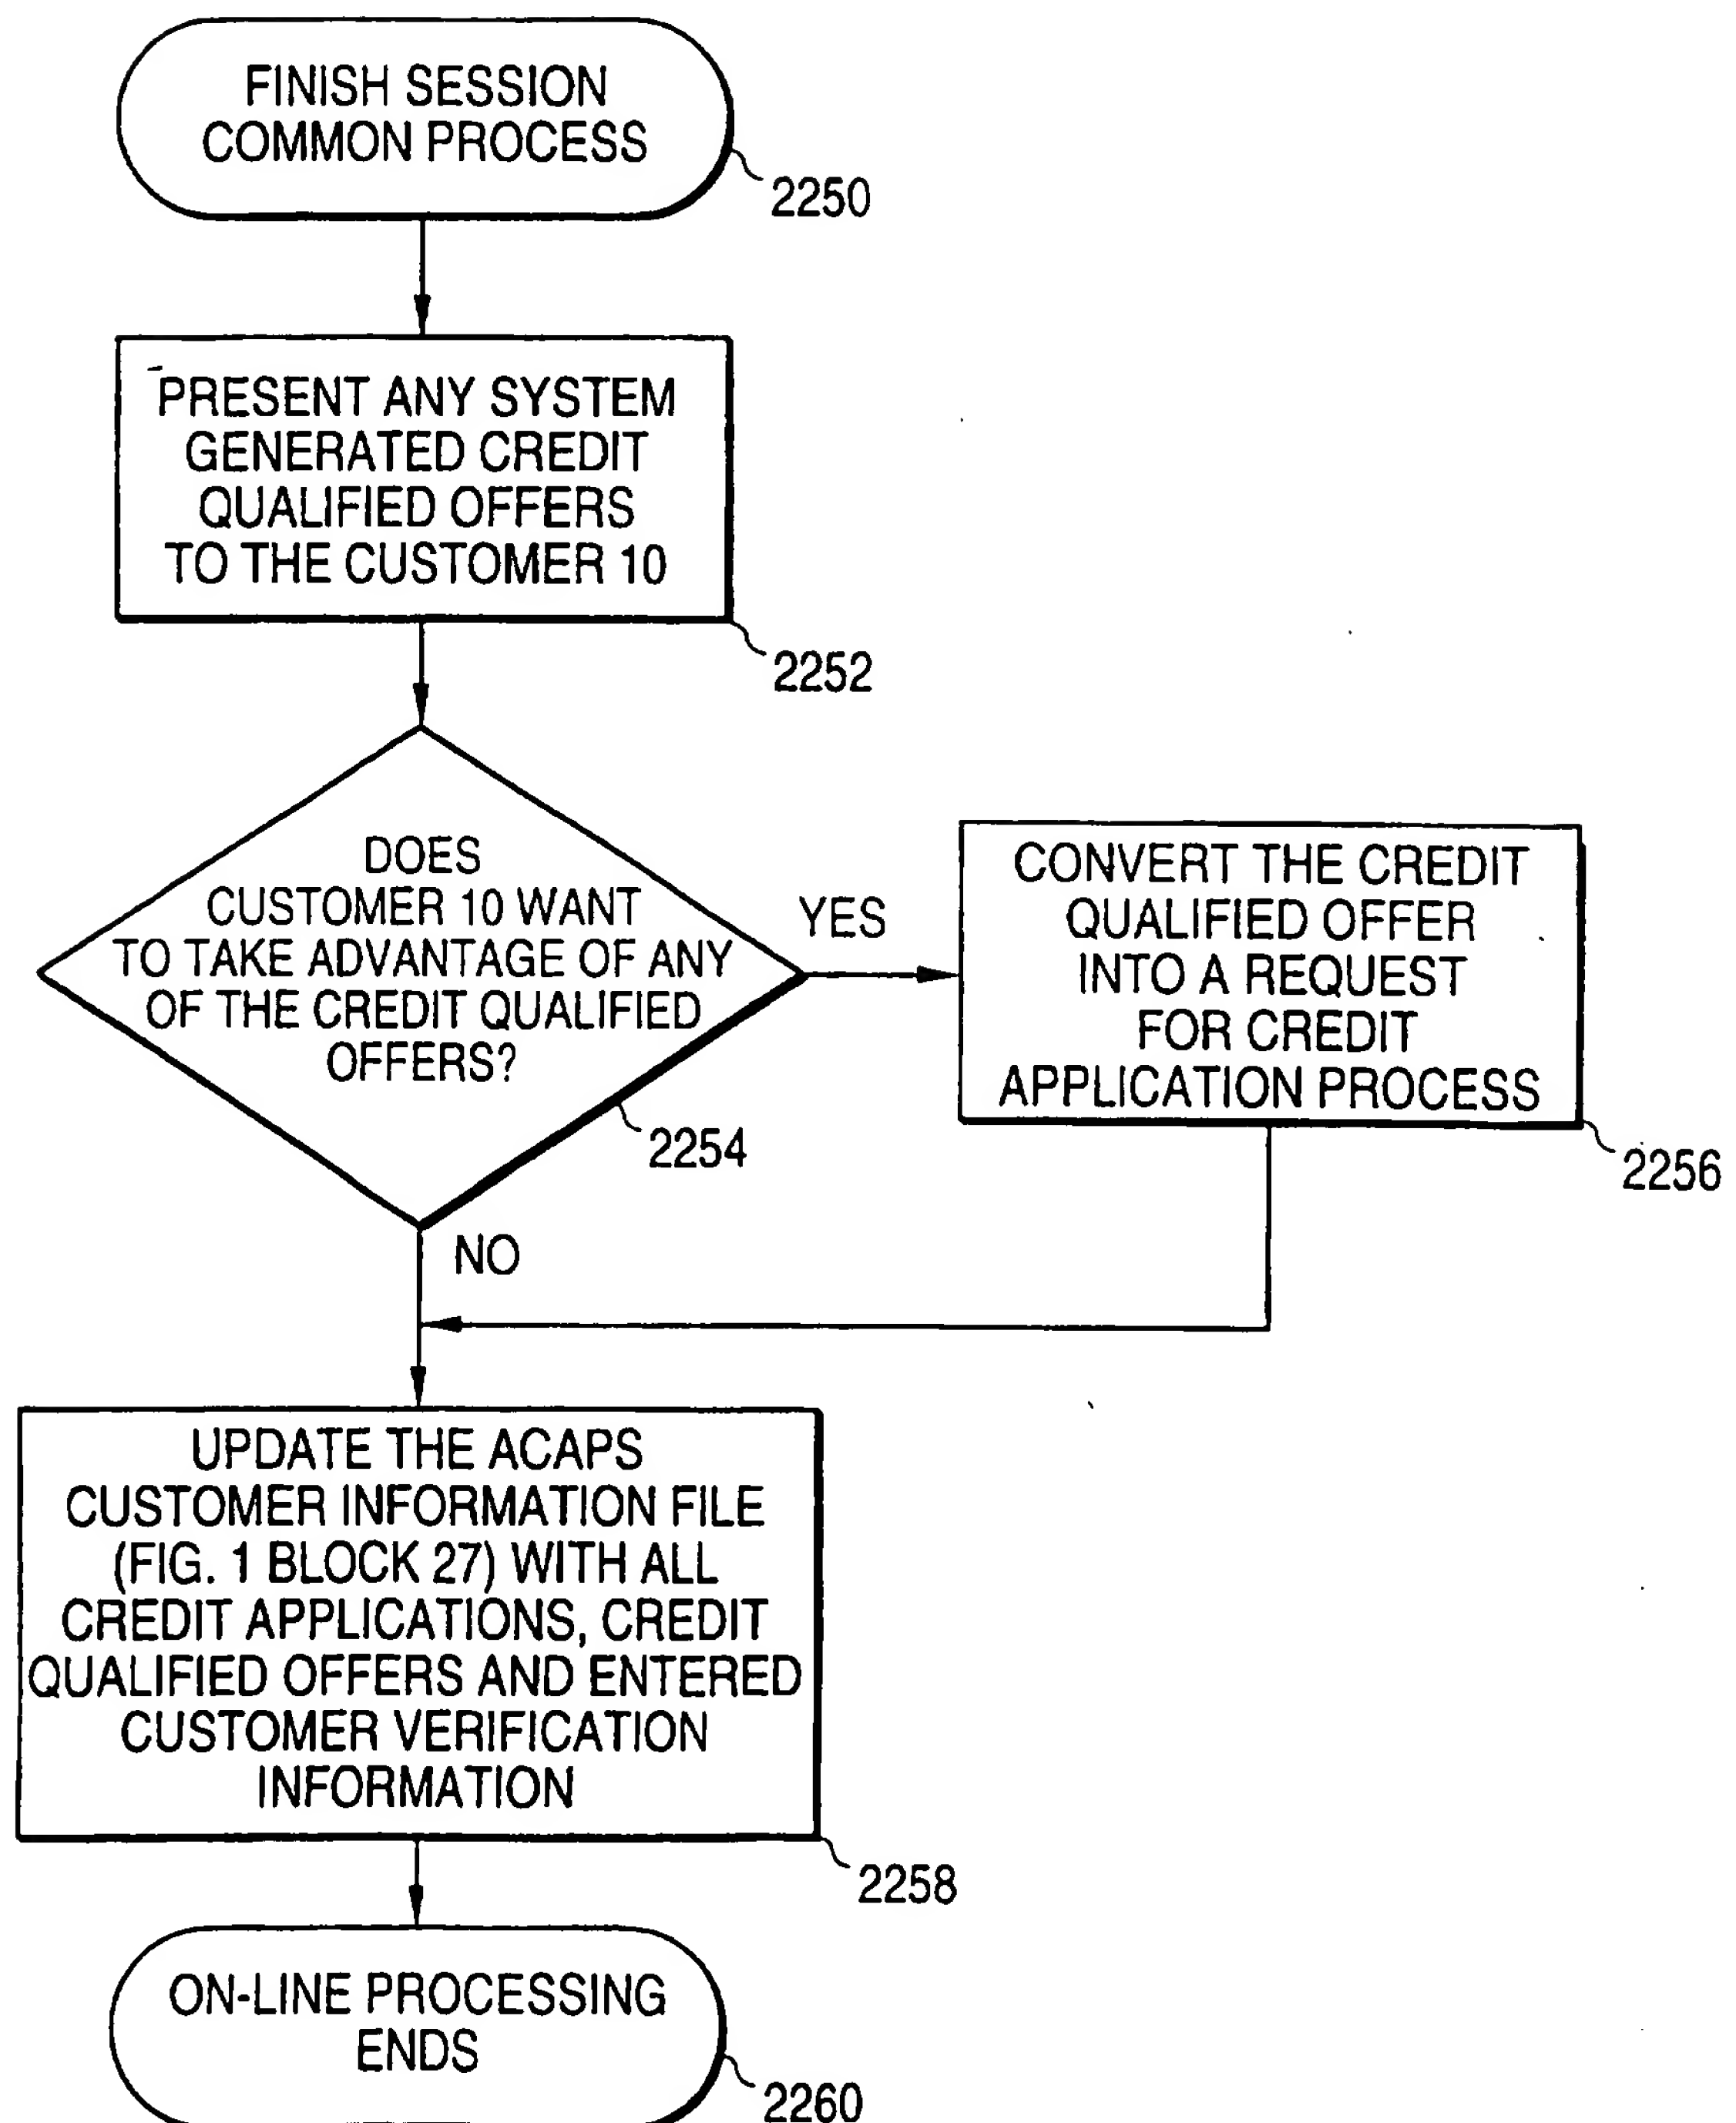 FINISH SESSION
COMMON PROCESS
2250
PRESENT ANY SYSTEM
GENERATED CREDIT
QUALIFIED OFFERS
TO THE CUSTOMER 10
2252
DOES
CUSTOMER 10 WANT
TO TAKE ADVANTAGE OF ANY
OF THE CREDIT QUALIFIED
OFFERS?
2254
YES
CONVERT THE CREDIT
QUALIFIED OFFER
INTO A REQUEST
FOR CREDIT
APPLICATION PROCESS
2256
NO
UPDATE THE ACAPS
CUSTOMER INFORMATION FILE
(FIG. 1 BLOCK 27) WITH ALL
CREDIT APPLICATIONS, CREDIT
QUALIFIED OFFERS AND ENTERED
CUSTOMER VERIFICATION
INFORMATION
2258
ON-LINE PROCESSING
ENDS
2260